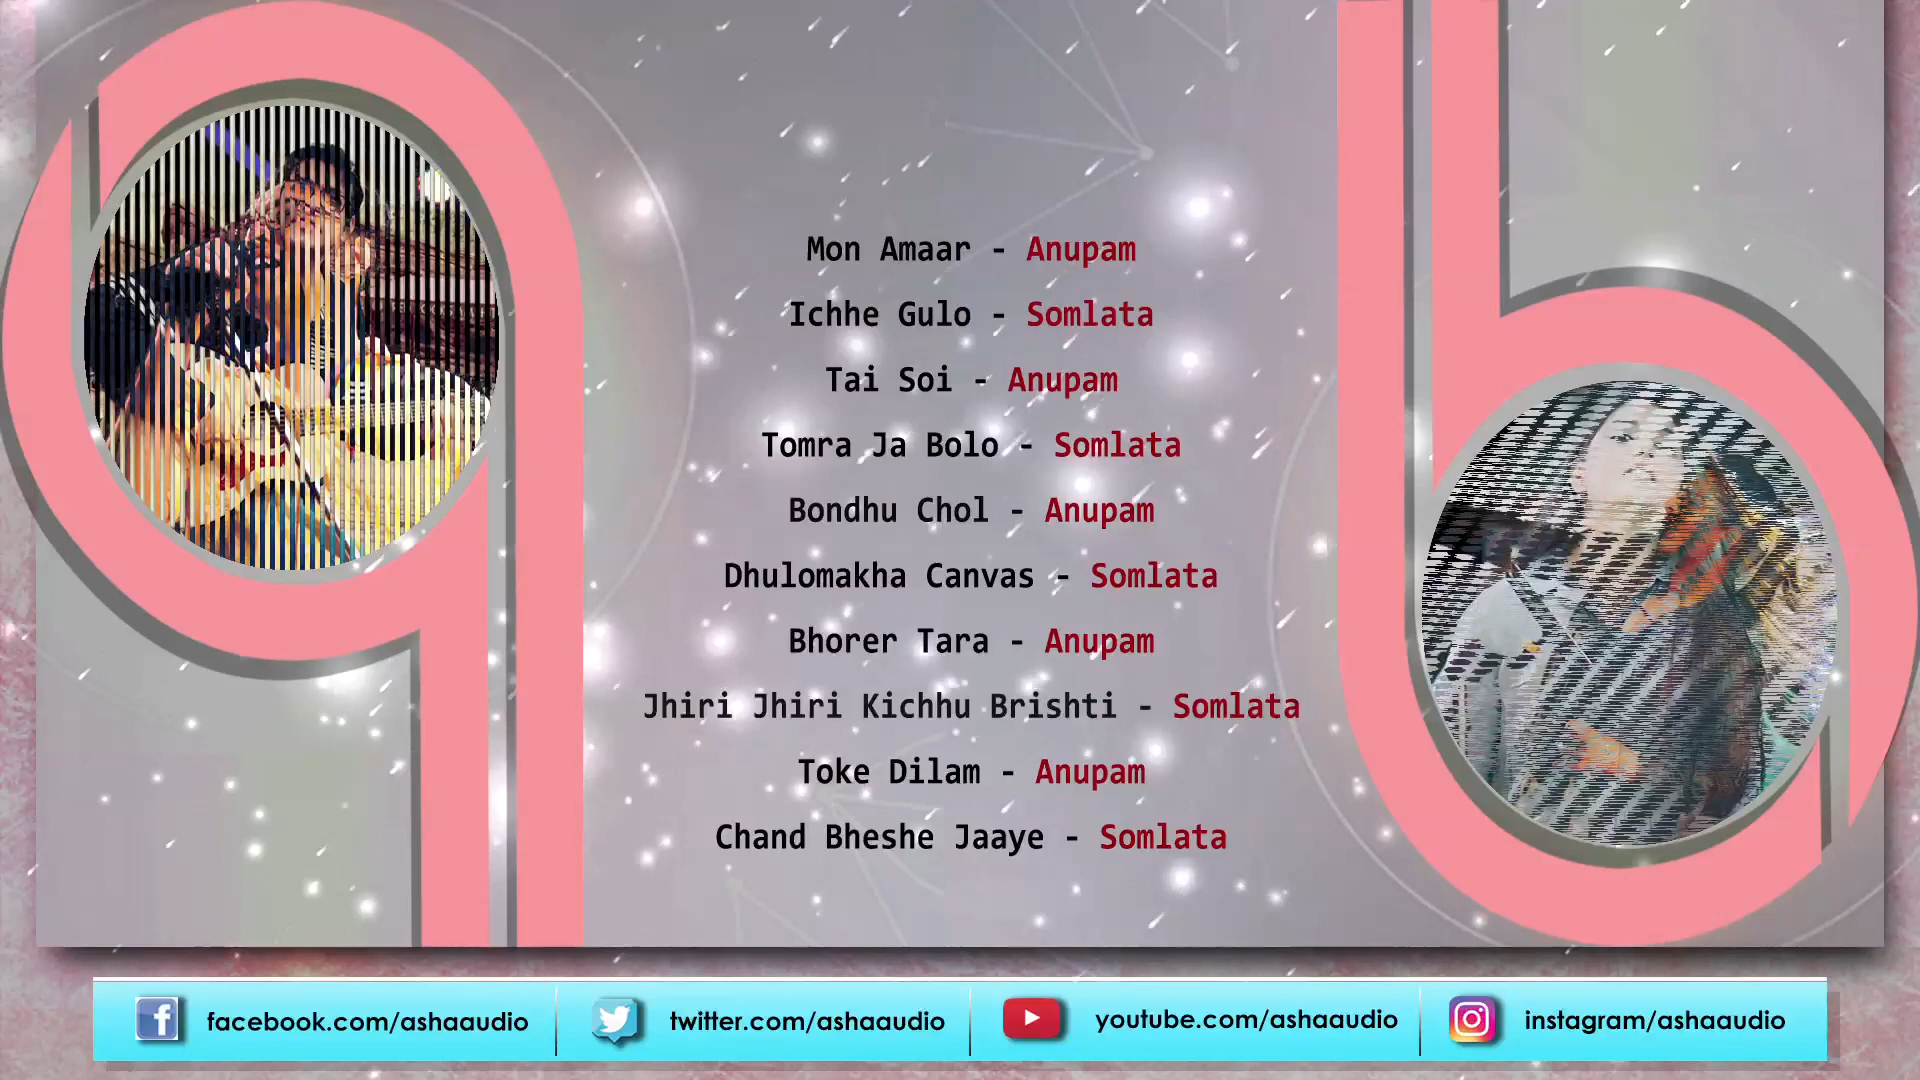 Mon Amaar - Anupam
Ichhe Gulo - Somlata
Tai Soi - Anupam
Tomra Ja Bolo - Somlata
Bondhu Chol - Anupam
Dhulomakha Canvas - Somlata
Bhorer Tara - Anupam
Jhiri Jhiri Kichhu Brishti - Somlata
Toke Dilam - Anupam
Chand Bheshe Jaaye - Somlata
facebook.com/ashaaudio
twitter.com/ashaaudio
youtube.com/ashaaudio
instagram/ashaaudio